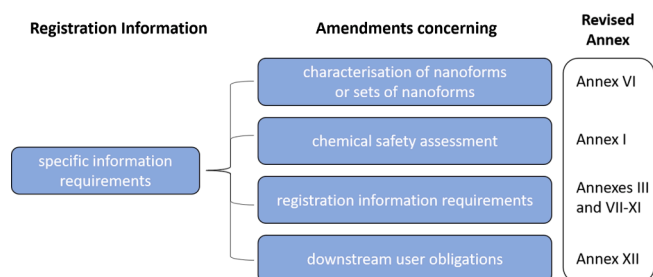 Registration Information
Amendments concerning
Revised
Annex
specific information
requirements
characterisation of nanoforms
or sets of nanoforms
Annex VI
chemical safety assessment
Annex I
registration information requirements
Annexes III
and VII-XI
downstream user obligations
Annex XII